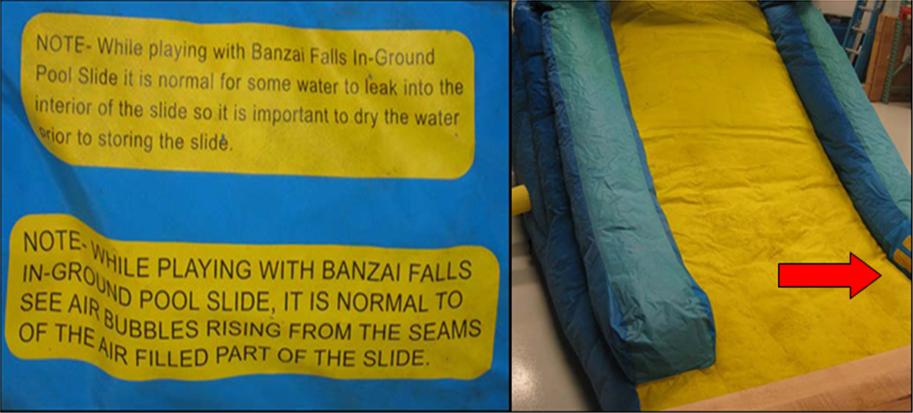 NOTE- While playing with Banzai Falls In-Ground
Pool Slide it is normal for some water to leak into the
interior of the slide so it is important to dry the water
prior to storing the slide.
NOTE- WHILE PLAYING WITH BANZAI FALLS
IN-GROUND POOL SLIDE, IT IS NORMAL TO
SEE AIR BUBBLES RISING FROM THE SEAMS
OF THE AIR FILLED PART OF THE SLIDE.